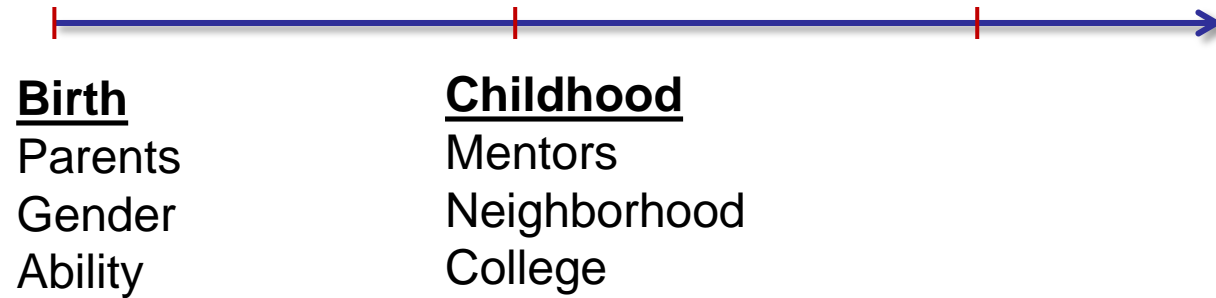 Birth
Parents
Gender
Ability
Childhood
Mentors
Neighborhood
College